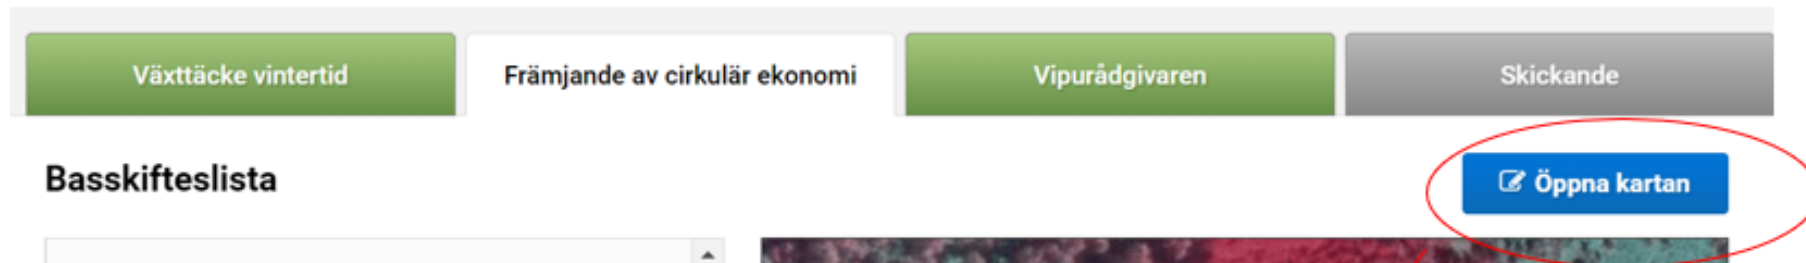 Växttäcke vintertid
Främjande av cirkulär ekonomi
Vipurådgivaren
Skickande
Basskifteslista
Öppna kartan